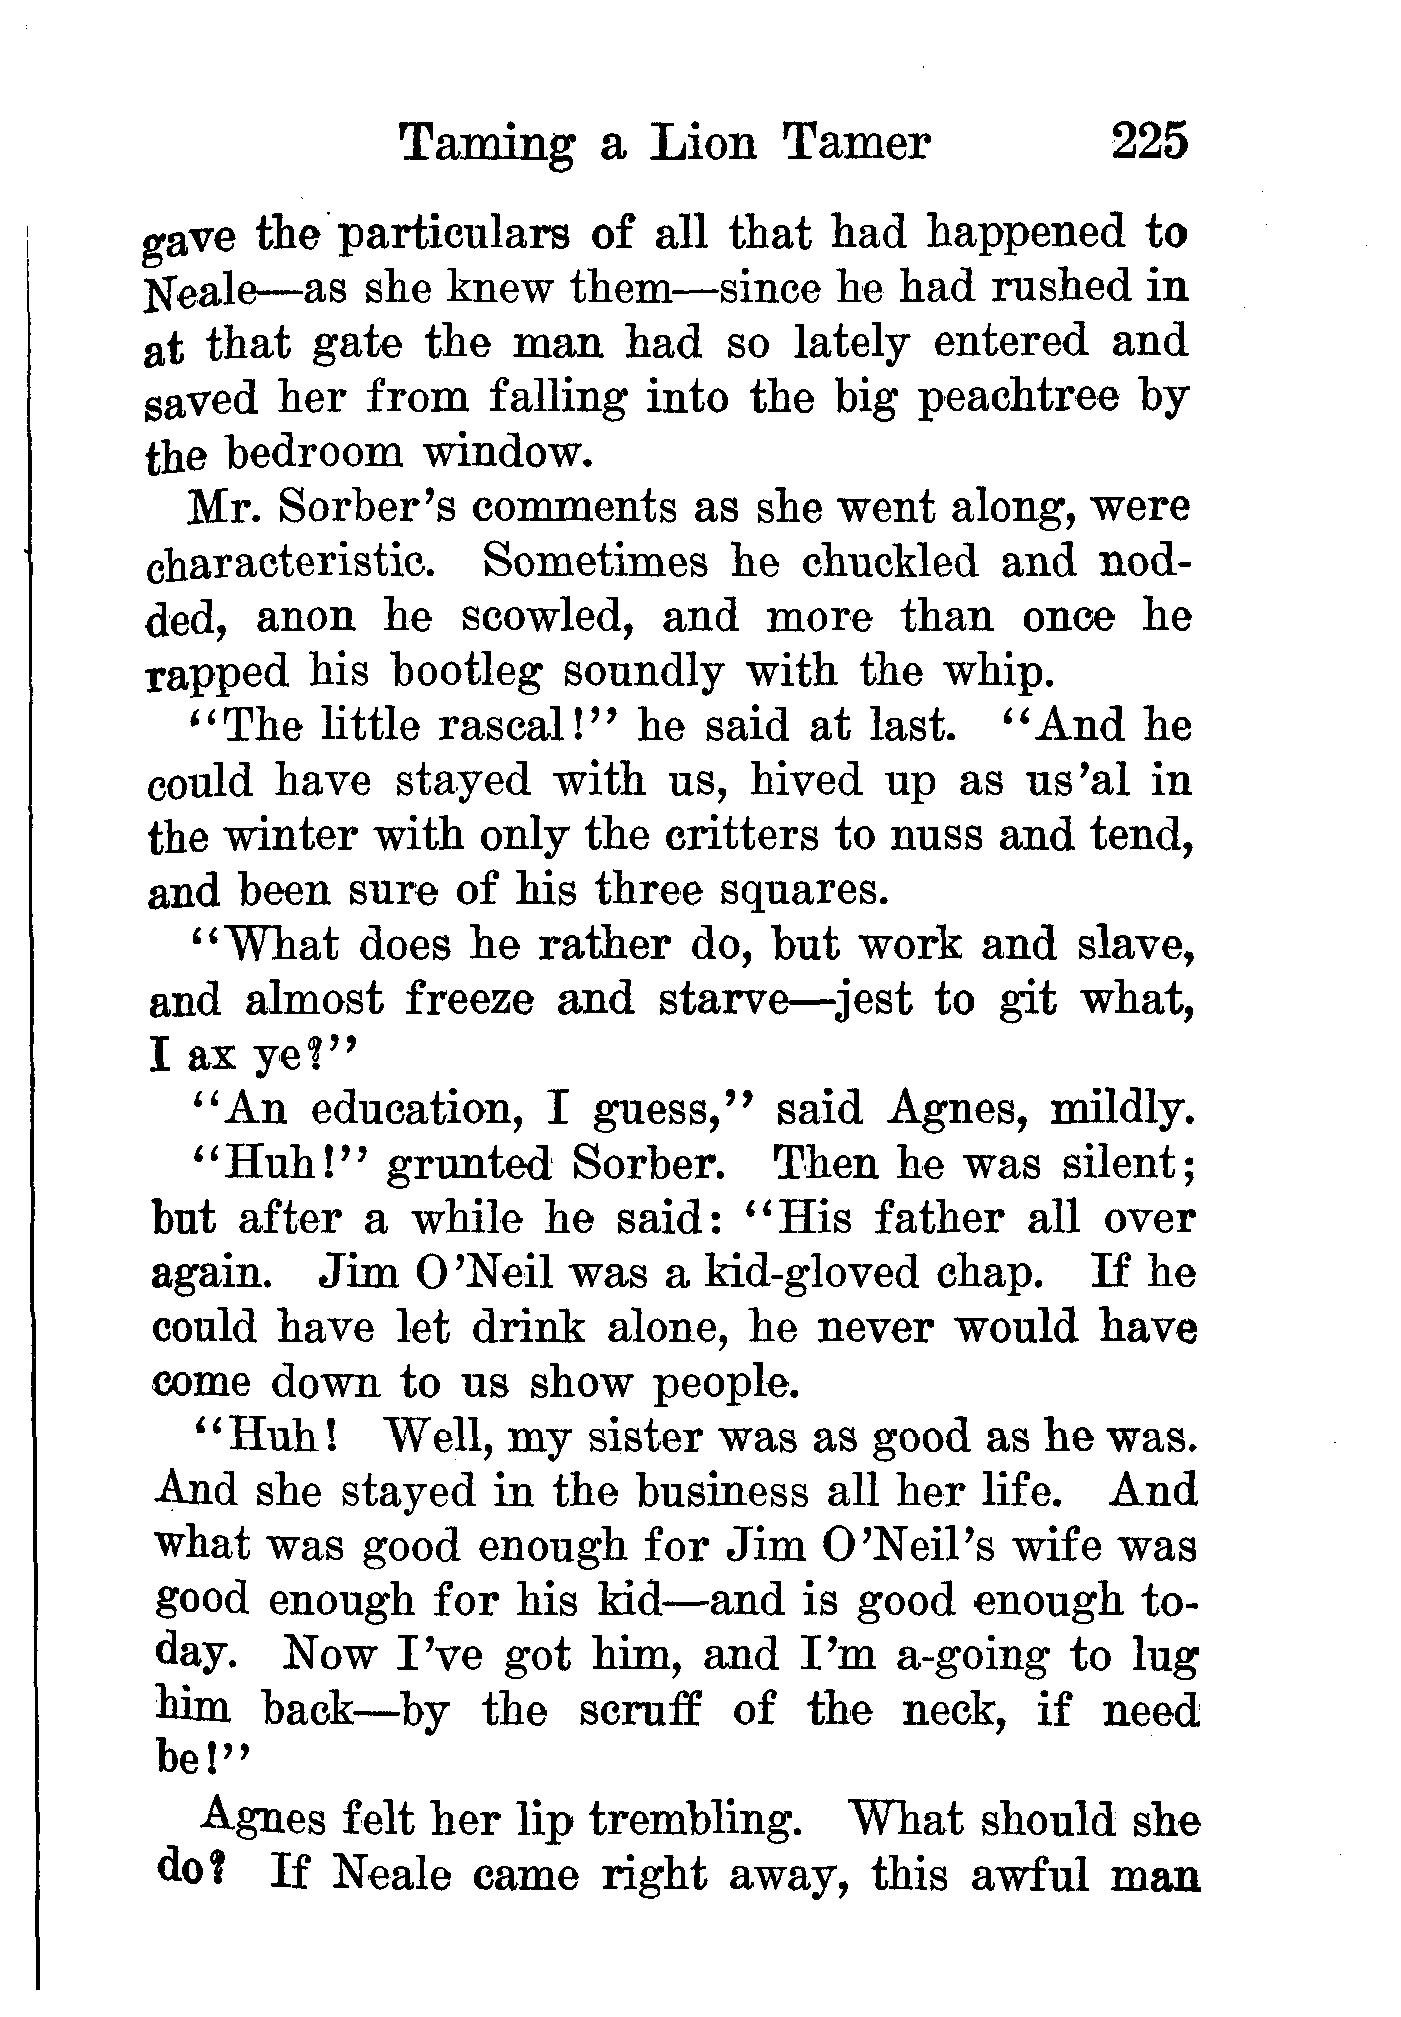 Taming a Lion Tamer 225
gave the particulars of all that had happened to
Neale—as she knew them—since he had rushed in
at that gate the man had so lately entered and
saved her from falling into the big peachtree by
the bedroom window.
Mr. Sorber's comments as she went along, were
characteristic. Sometimes he chuckled and nod-
ded, anon he scowled, and more than once he
rapped his bootleg soundly with the whip.
"The little rascal!" he said at last. "And he
could have stayed with us, hived up as us'al in
the winter with only the critters to nuss and tend,
and been sure of his three squares.
"What does he rather do, but work and slave,
and almost freeze and starve—jest to git what,
I ax ye?"
"An education, I guess," said Agnes, mildly.
"Huh!" grunted Sorber. Then he was silent;
but after a while he said: "His father all over
again. Jim O'Neil was a kid-gloved chap. If he
could have let drink alone, he never would have
come down to us show people.
"Huh! Well, my sister was as good as he was.
And she stayed in the business all her life. And
what was good enough for Jim O'Neil's wife was
good enough for his kid—and is good enough to-
day. Now I've got him, and I'm a-going to lug
him back—by the scruff of the neck, if need
be!"
Agnes felt her lip trembling. What should she
do? If Neale came right away, this awful man